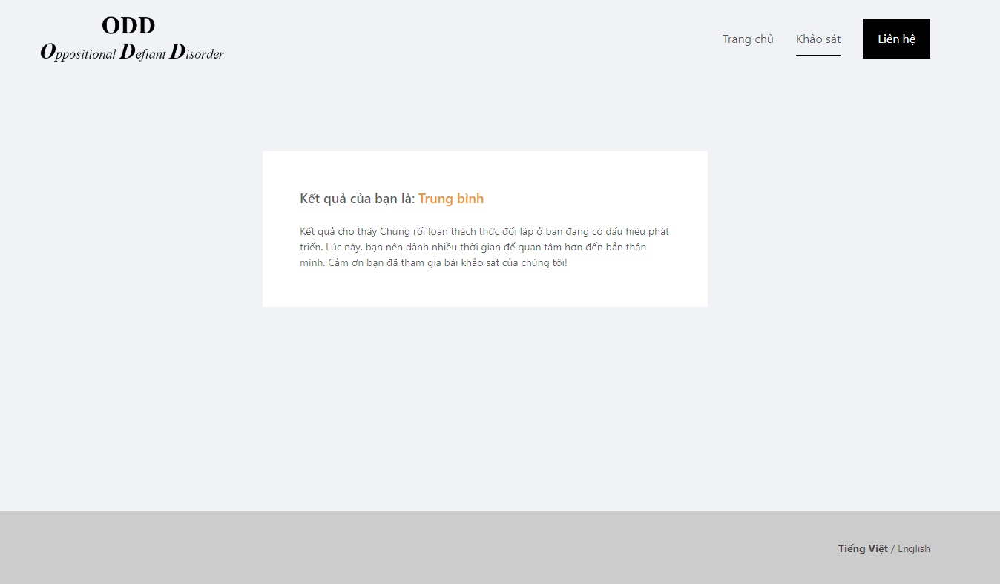 ODD
Oppositional Defiant Disorder
Trang chủ
Khảo sát
Liên hệ
Kết quả của bạn là: Trung bình
Kết quả cho thấy Chứng rối loạn thách thức đối lập ở bạn đang có dấu hiệu phát
triển. Lúc này, bạn nên dành nhiều thời gian để quan tâm hơn đến bản thân
mình. Cảm ơn bạn đã tham gia bài khảo sát của chúng tôi!
Tiếng Việt / English